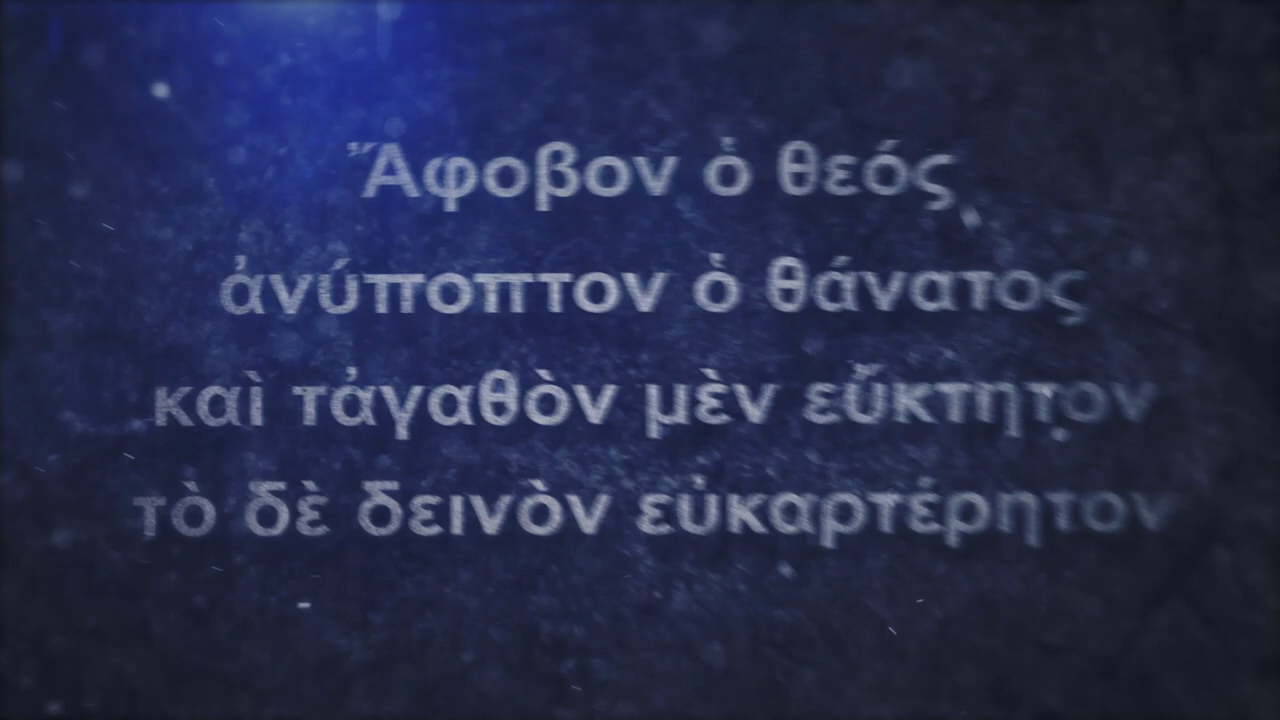 Ἄφοβον ὁ θεός
ἀνύποπτον ὁ θάνατος
καὶ τἀγαθὸν μὲν εὔκτητον
τὸ δὲ δεινὸν εὐκαρτέρητον